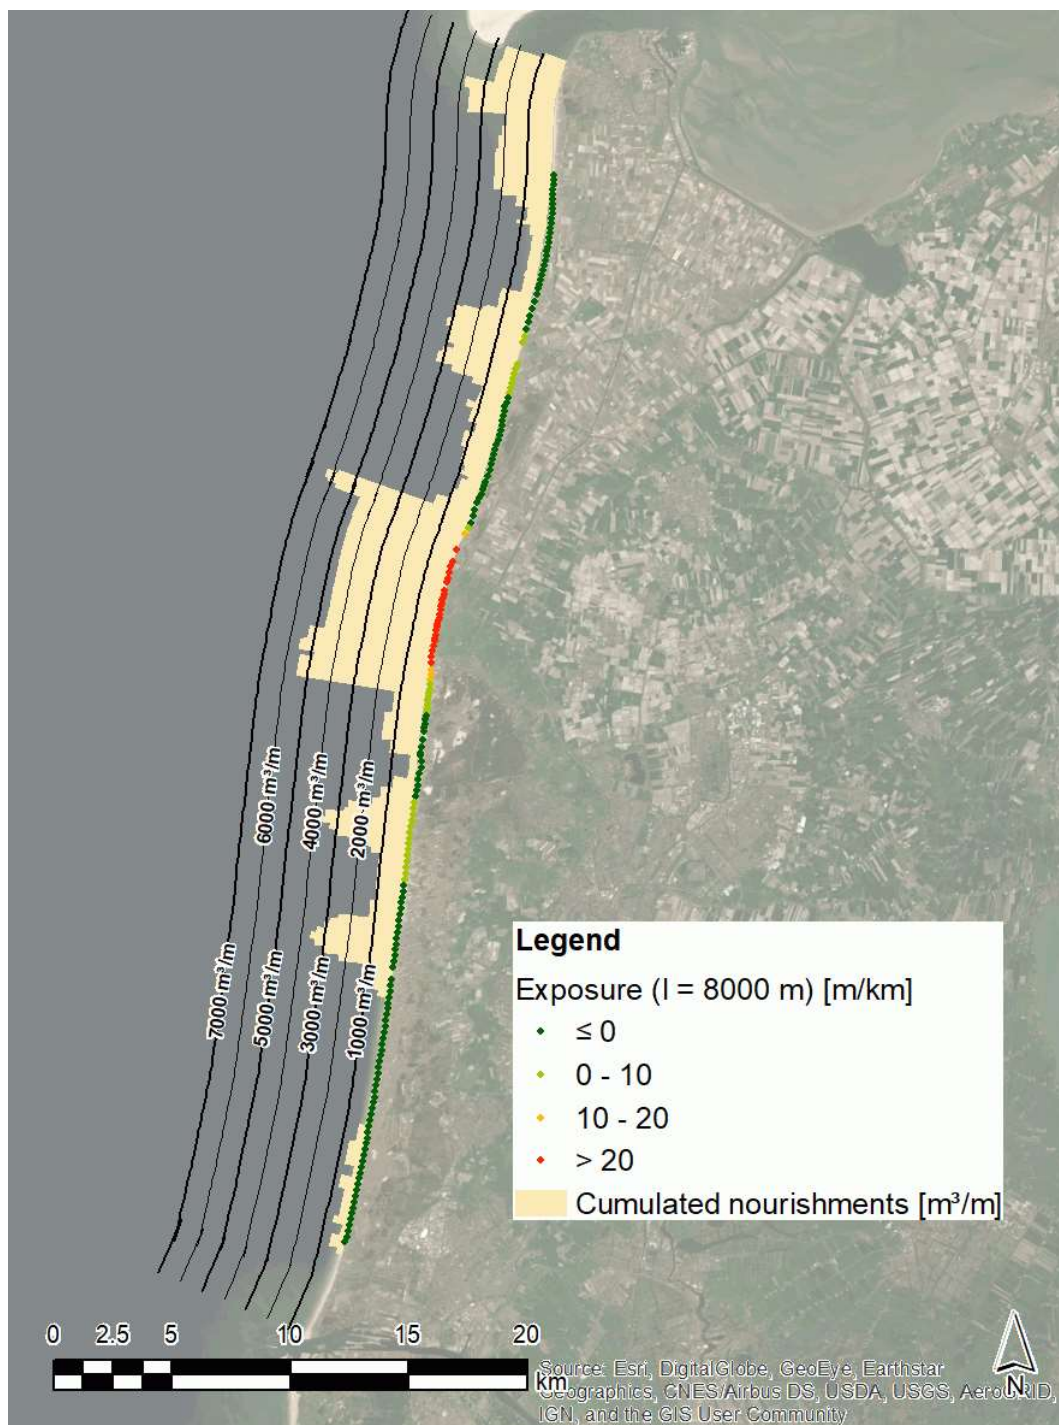 6000 m³/m
4000 m³/m
2000 m³/m
7000 m³/m
5000 m³/m
3000 m³/m
1000 m³/m
Legend
Exposure (l = 8000 m) [m/km]
≤ 0
0 - 10
10 - 20
> 20
Cumulated nourishments [m³/m]
0 2.5 5 10 15 20
km
N
Source: Esri, DigitalGlobe, GeoEye, Earthstar
Geographics, CNES/Airbus DS, USDA, USGS, AeroGRID,
IGN, and the GIS User Community